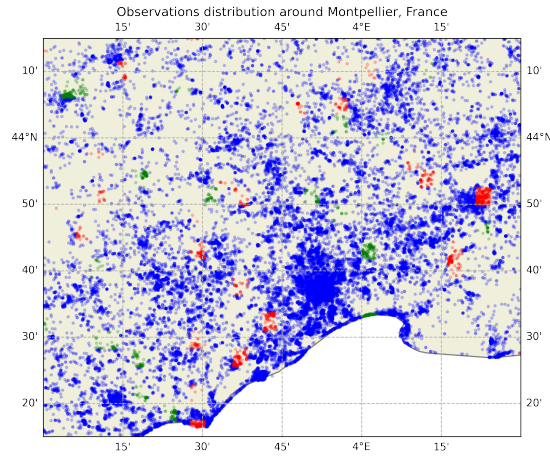 Observations distribution around Montpellier, France
15' 30' 45' 4°E 15'
10' 10'
44°N 44°N
50' 50'
40' 40'
30' 30'
20' 20'
15' 30' 45' 4°E 15'